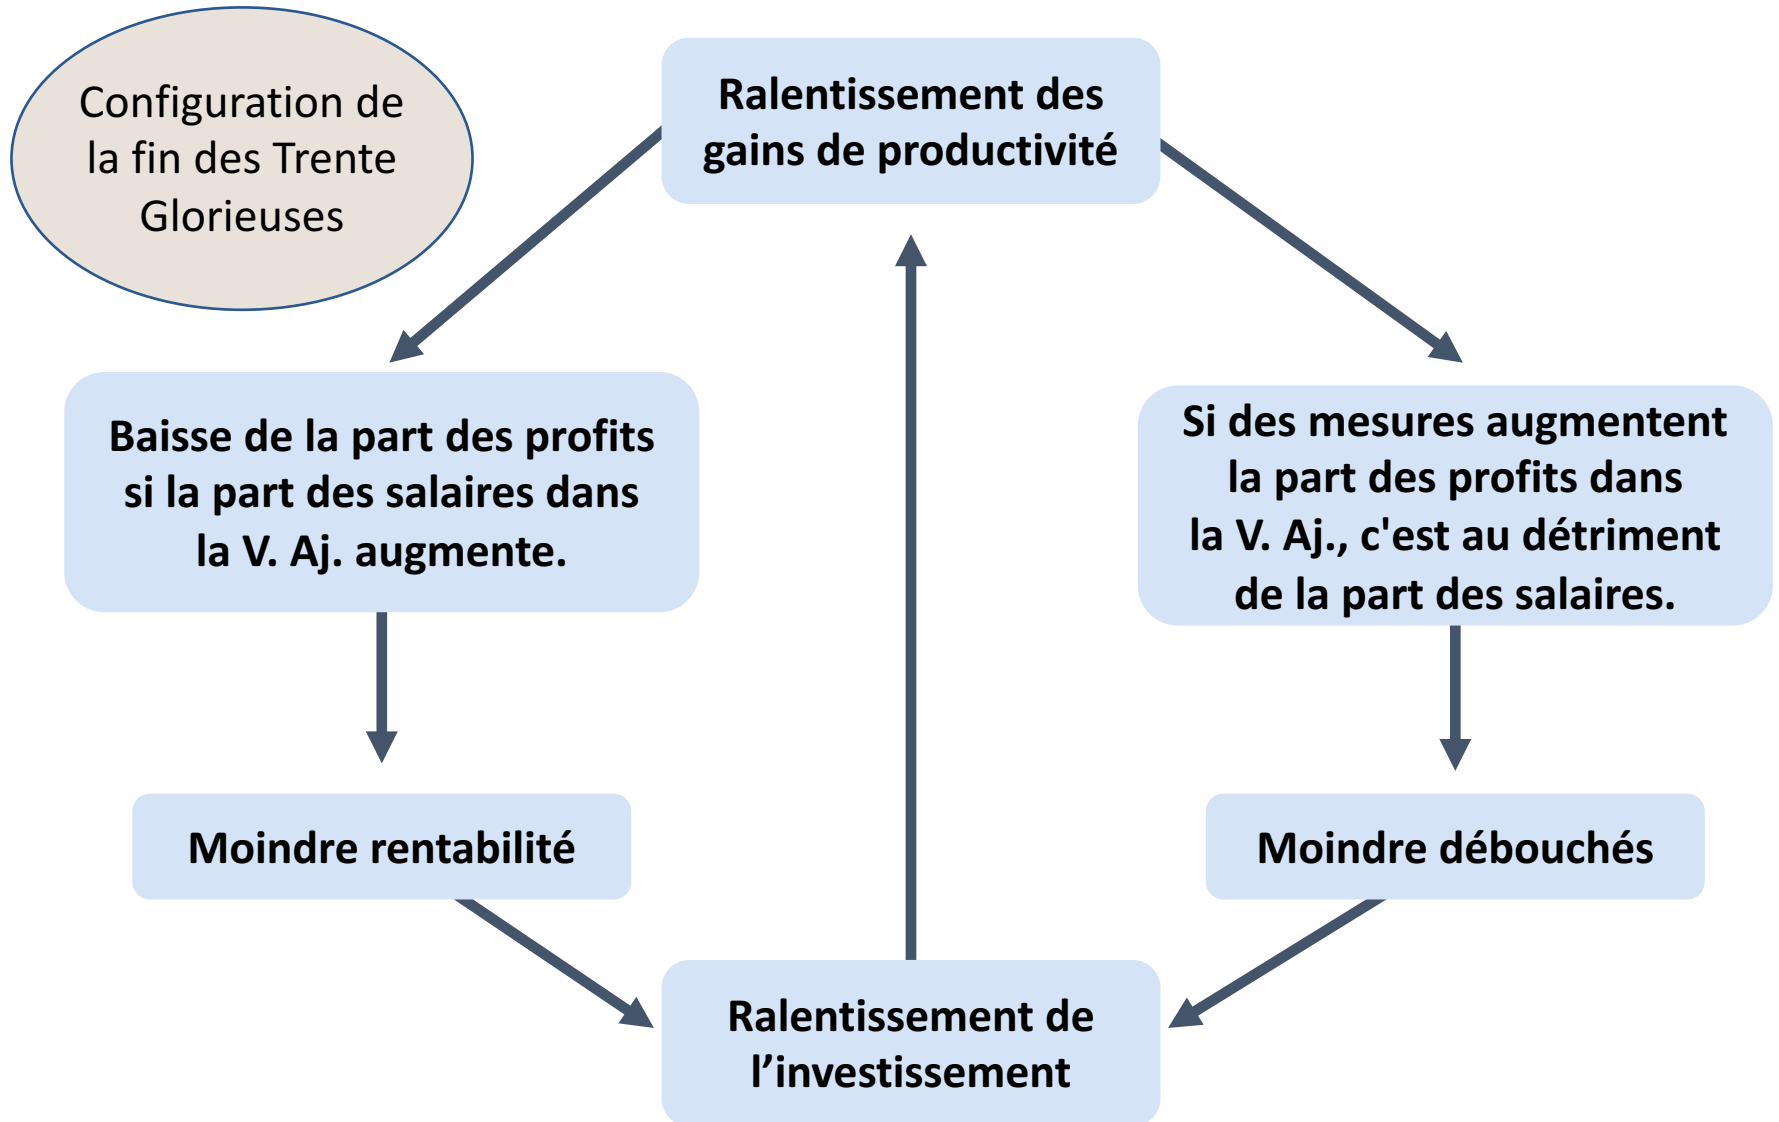 Configuration de
la fin des Trente
Glorieuses
Ralentissement des
gains de productivité
Baisse de la part des profits
si la part des salaires dans
la V. Aj. augmente.
Si des mesures augmentent
la part des profits dans
la V. Aj., c'est au détriment
de la part des salaires.
Moindre rentabilité
Moindre débouchés
Ralentissement de
l’investissement